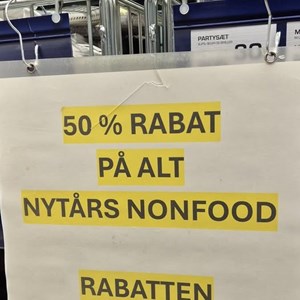 PARTYSÆT
50 % RABAT
PÅ ALT
NYTÅRS NONFOOD
RABATTEN